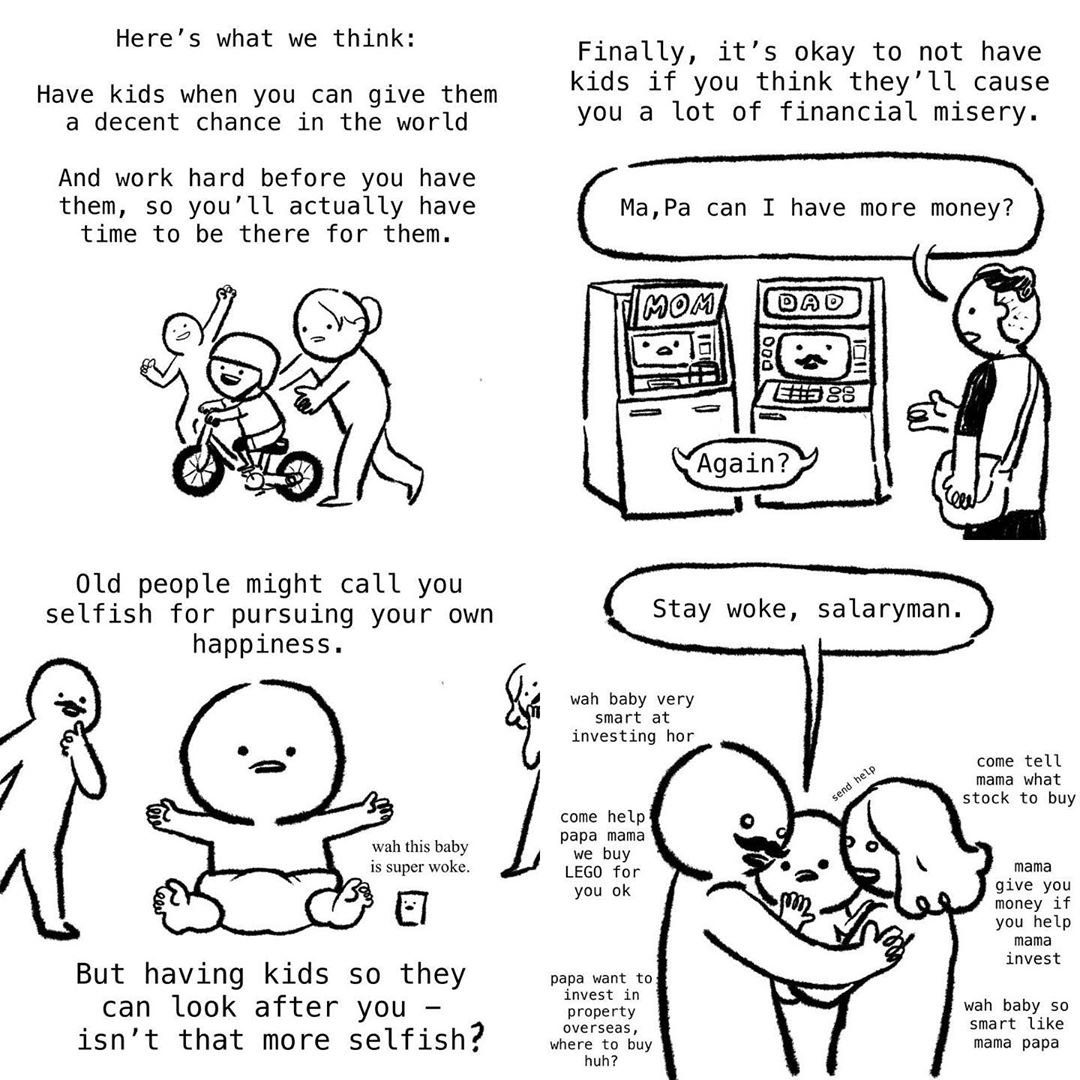 Here's what we think:
Have kids when you can give them
a decent chance in the world
And work hard before you have
them, so you'll actually have
time to be there for them.
Finally, it's okay to not have
kids if you think they'll cause
you a lot of financial misery.
Ma,Pa can I have more money?
MOM
DAD
Again?
Old people might call you
selfish for pursuing your own
happiness.
wah this baby
is super woke.
But having kids so they
can look after you –
isn't that more selfish?
Stay woke, salaryman.
wah baby very
smart at
investing hor
send help
come tell
mama what
stock to buy
come help
papa mama
we buy
LEGO for
you ok
mama
give you
money if
you help
mama
invest
papa want to
invest in
property
overseas,
where to buy
huh?
wah baby so
smart like
mama papa